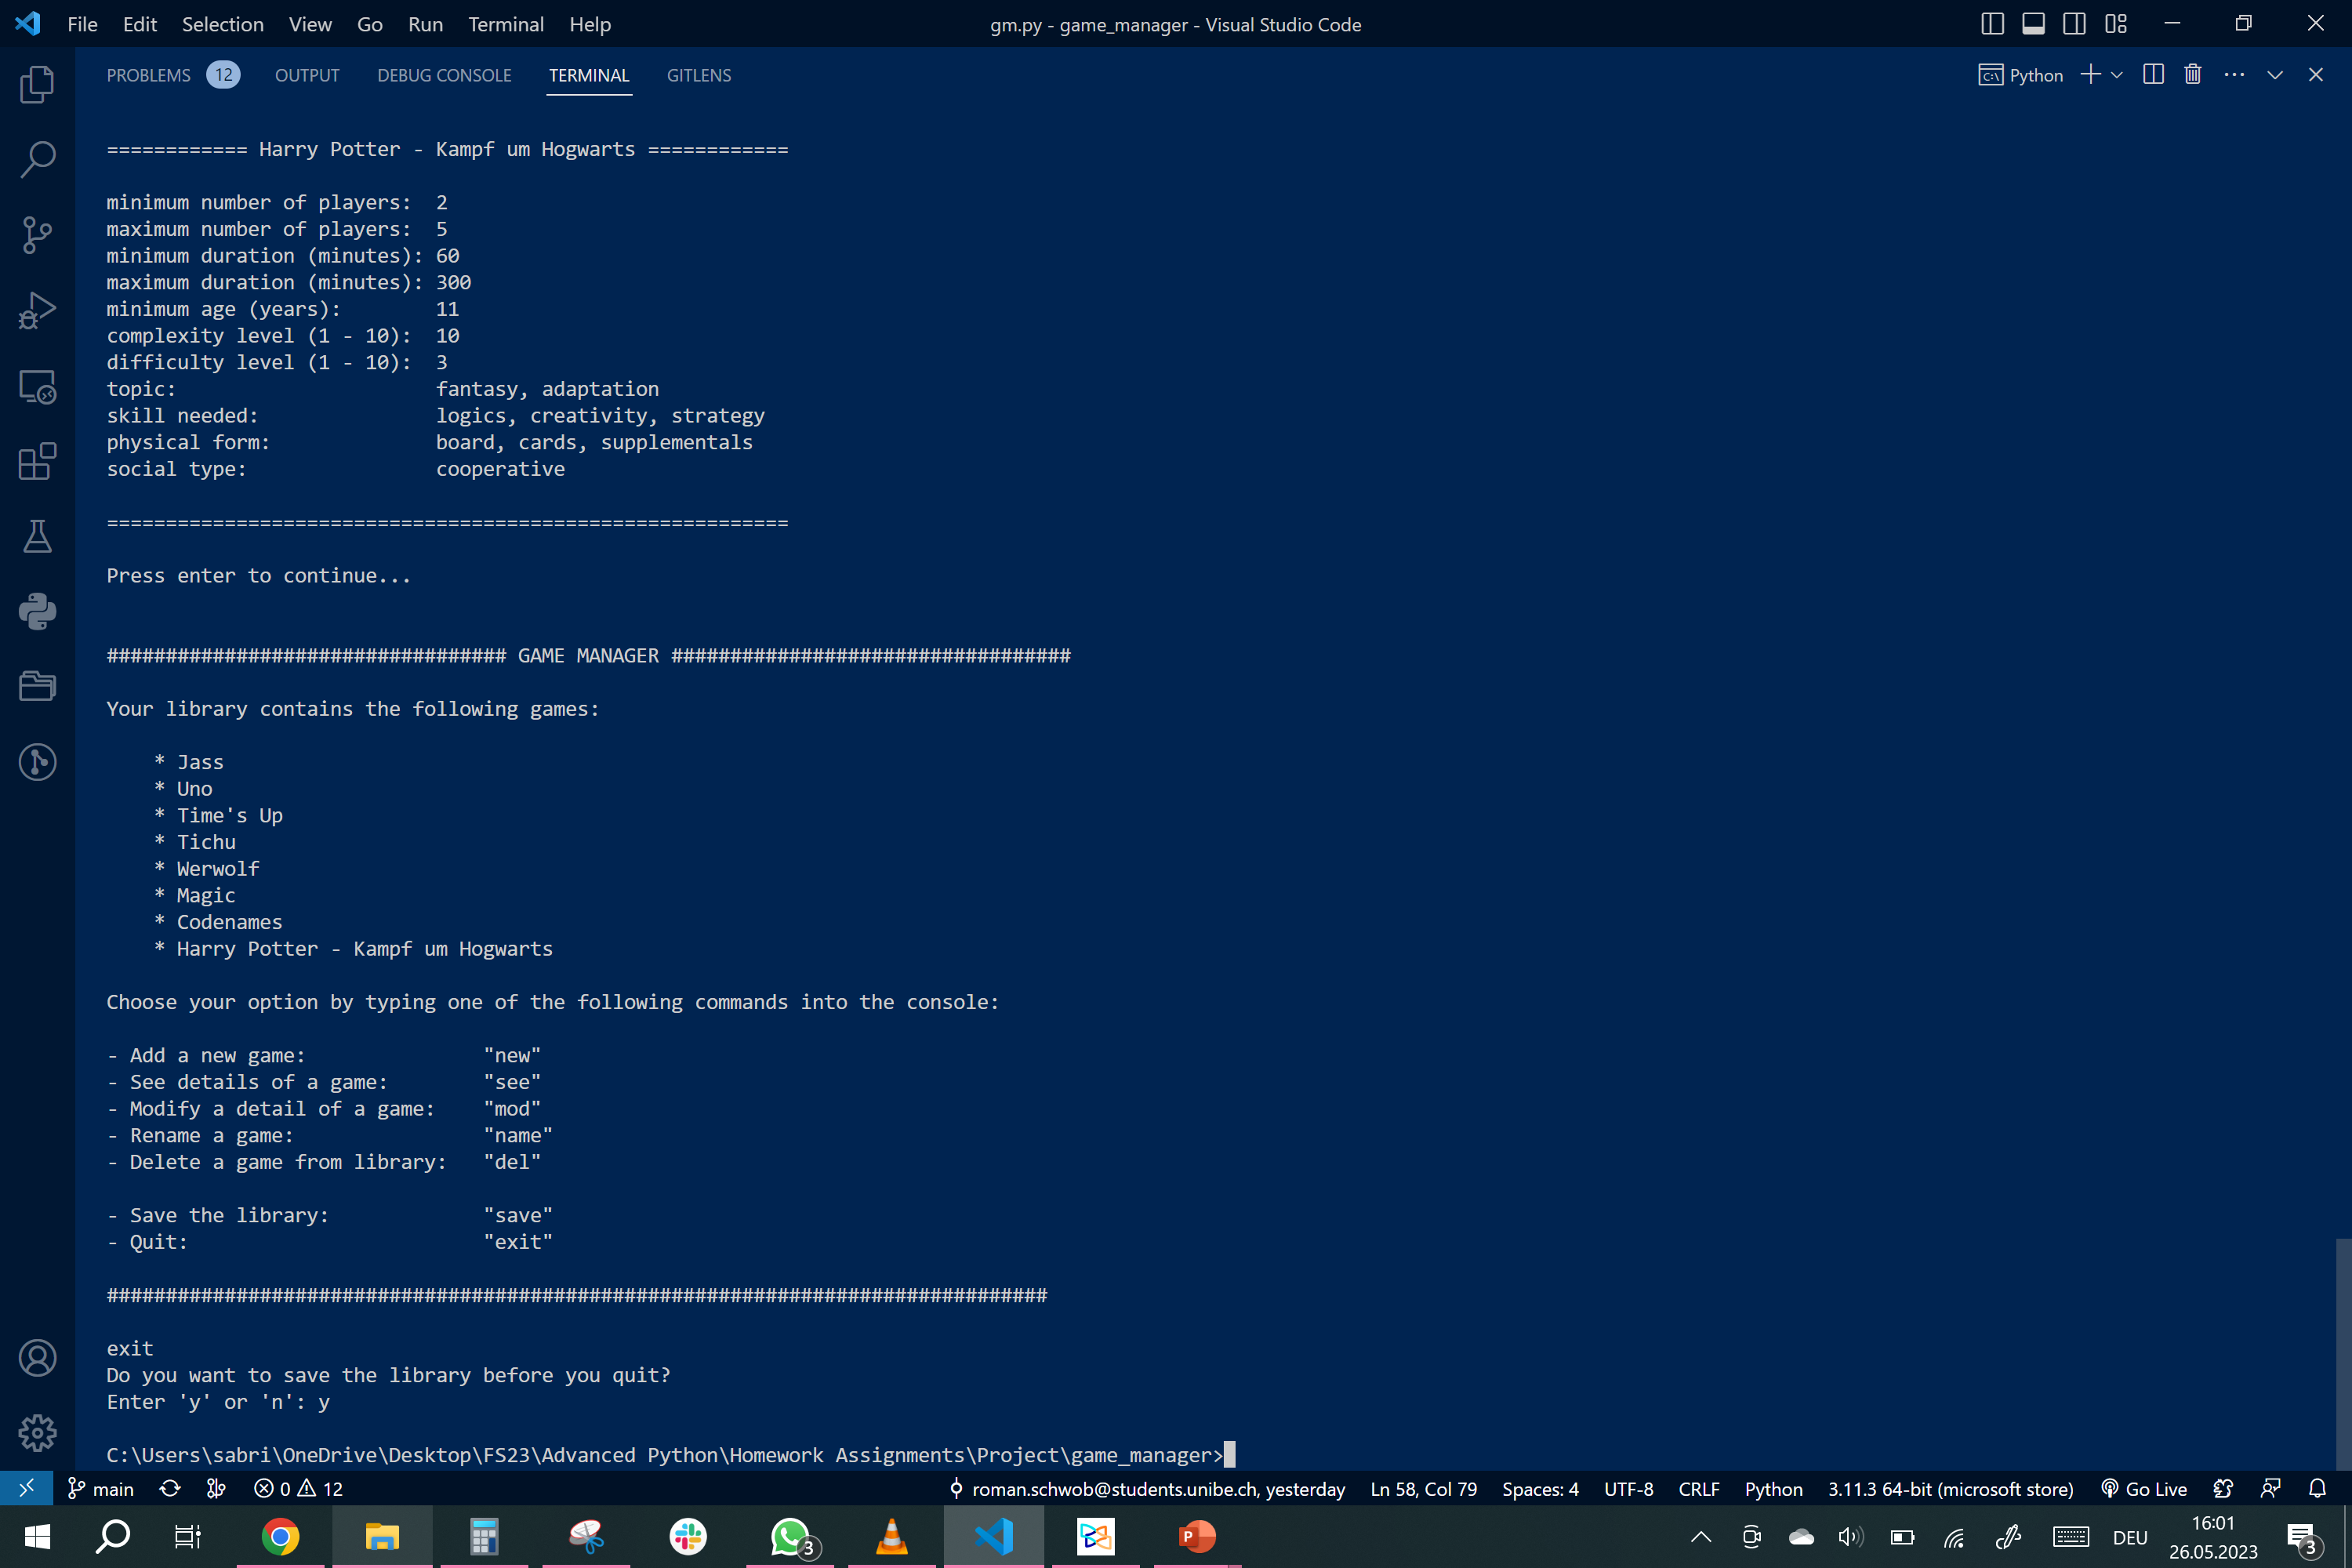 File Edit Selection View Go Run Terminal Help gm.py - game_manager - Visual Studio Code
PROBLEMS 12 OUTPUT DEBUG CONSOLE TERMINAL GITLENS Python
============ Harry Potter - Kampf um Hogwarts ============
minimum number of players: 2
maximum number of players: 5
minimum duration (minutes): 60
maximum duration (minutes): 300
minimum age (years): 11
complexity level (1 - 10): 10
difficulty level (1 - 10): 3
topic: fantasy, adaptation
skill needed: logics, creativity, strategy
physical form: board, cards, supplementals
social type: cooperative
==========================================================
Press enter to continue...
################################## GAME MANAGER ##################################
Your library contains the following games:
* Jass
* Uno
* Time's Up
* Tichu
* Werwolf
* Magic
* Codenames
* Harry Potter - Kampf um Hogwarts
Choose your option by typing one of the following commands into the console:
- Add a new game: "new"
- See details of a game: "see"
- Modify a detail of a game: "mod"
- Rename a game: "name"
- Delete a game from library: "del"
- Save the library: "save"
- Quit: "exit"
################################################################################
exit
Do you want to save the library before you quit?
Enter 'y' or 'n': y
C:\Users\sabri\OneDrive\Desktop\FS23\Advanced Python\Homework Assignments\Project\game_manager>
main 0 12 roman.schwob@students.unibe.ch, yesterday Ln 58, Col 79 Spaces: 4 UTF-8 CRLF Python 3.11.3 64-bit (microsoft store) Go Live
3 P DEU 16:01 3
26.05.2023